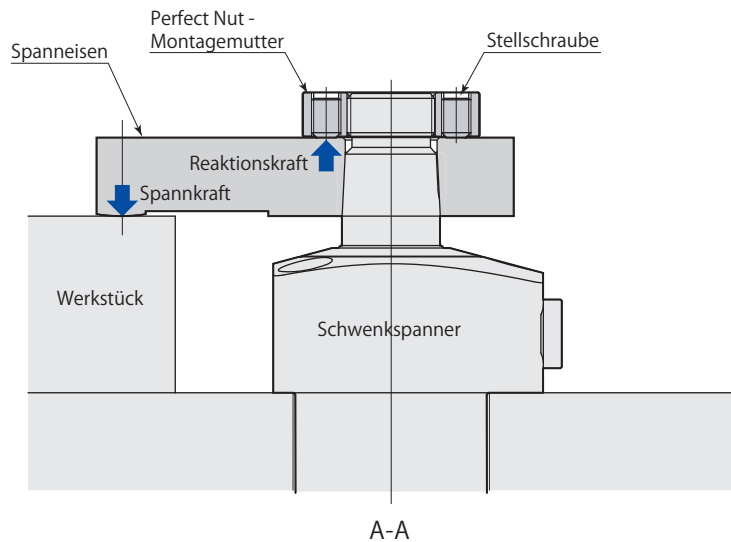 Perfect Nut -
Montagemutter
Stellschraube
Spanneisen
Reaktionskraft
Spannkraft
Werkstück
Schwenkspanner
A-A